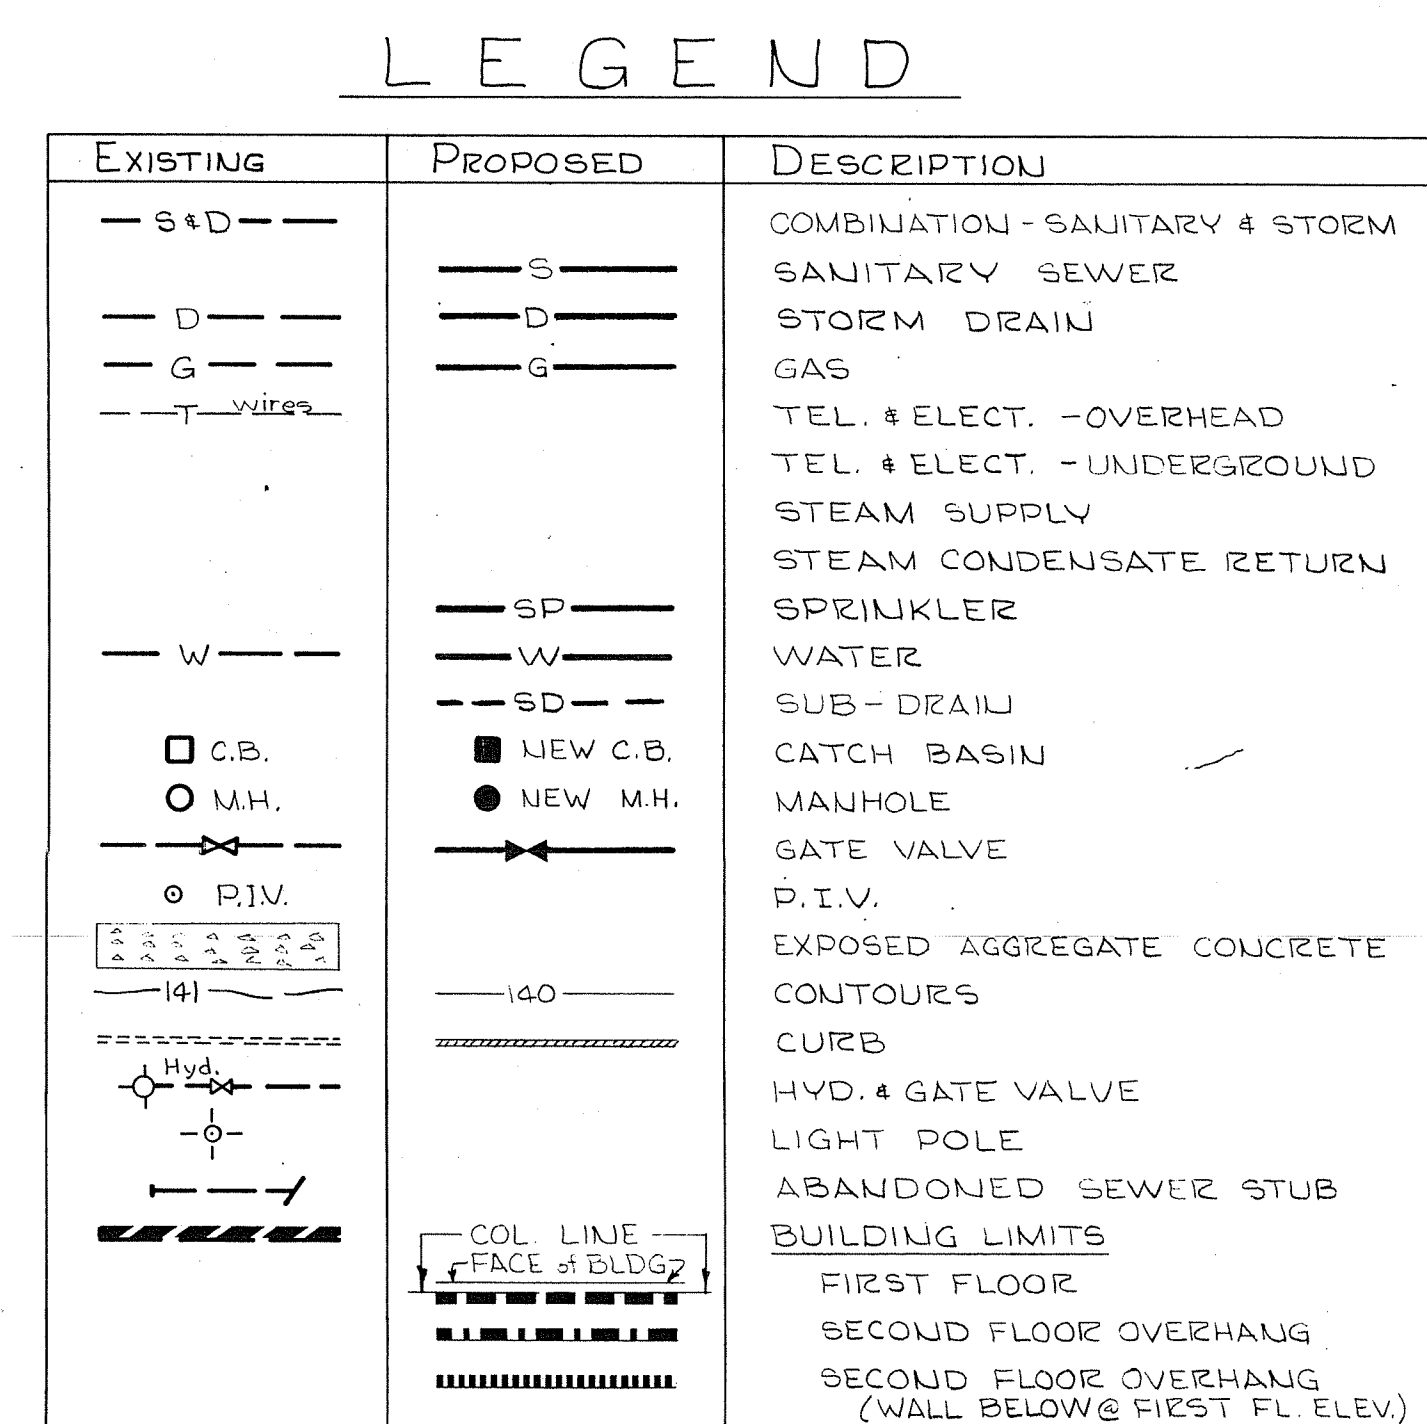 LEGEND
EXISTING PROPOSED DESCRIPTION
S & D COMBINATION - SANITARY & STORM
S SANITARY SEWER
D D STORM DRAIN
G G GAS
T wires TEL. & ELECT. - OVERHEAD
TEL. & ELECT. - UNDERGROUND
STEAM SUPPLY
STEAM CONDENSATE RETURN
SP SPRINKLER
W W WATER
SD SUB-DRAIN
C.B. NEW C.B. CATCH BASIN
M.H. NEW M.H. MANHOLE
GATE VALVE
P.I.V. P.I.V.
EXPOSED AGGREGATE CONCRETE
141 140 CONTOURS
CURB
Hyd. HYD. & GATE VALVE
LIGHT POLE
ABANDONED SEWER STUB
COL. LINE BUILDING LIMITS
FACE of BLDG
FIRST FLOOR
SECOND FLOOR OVERHANG
SECOND FLOOR OVERHANG
(WALL BELOW @ FIRST FL. ELEV.)